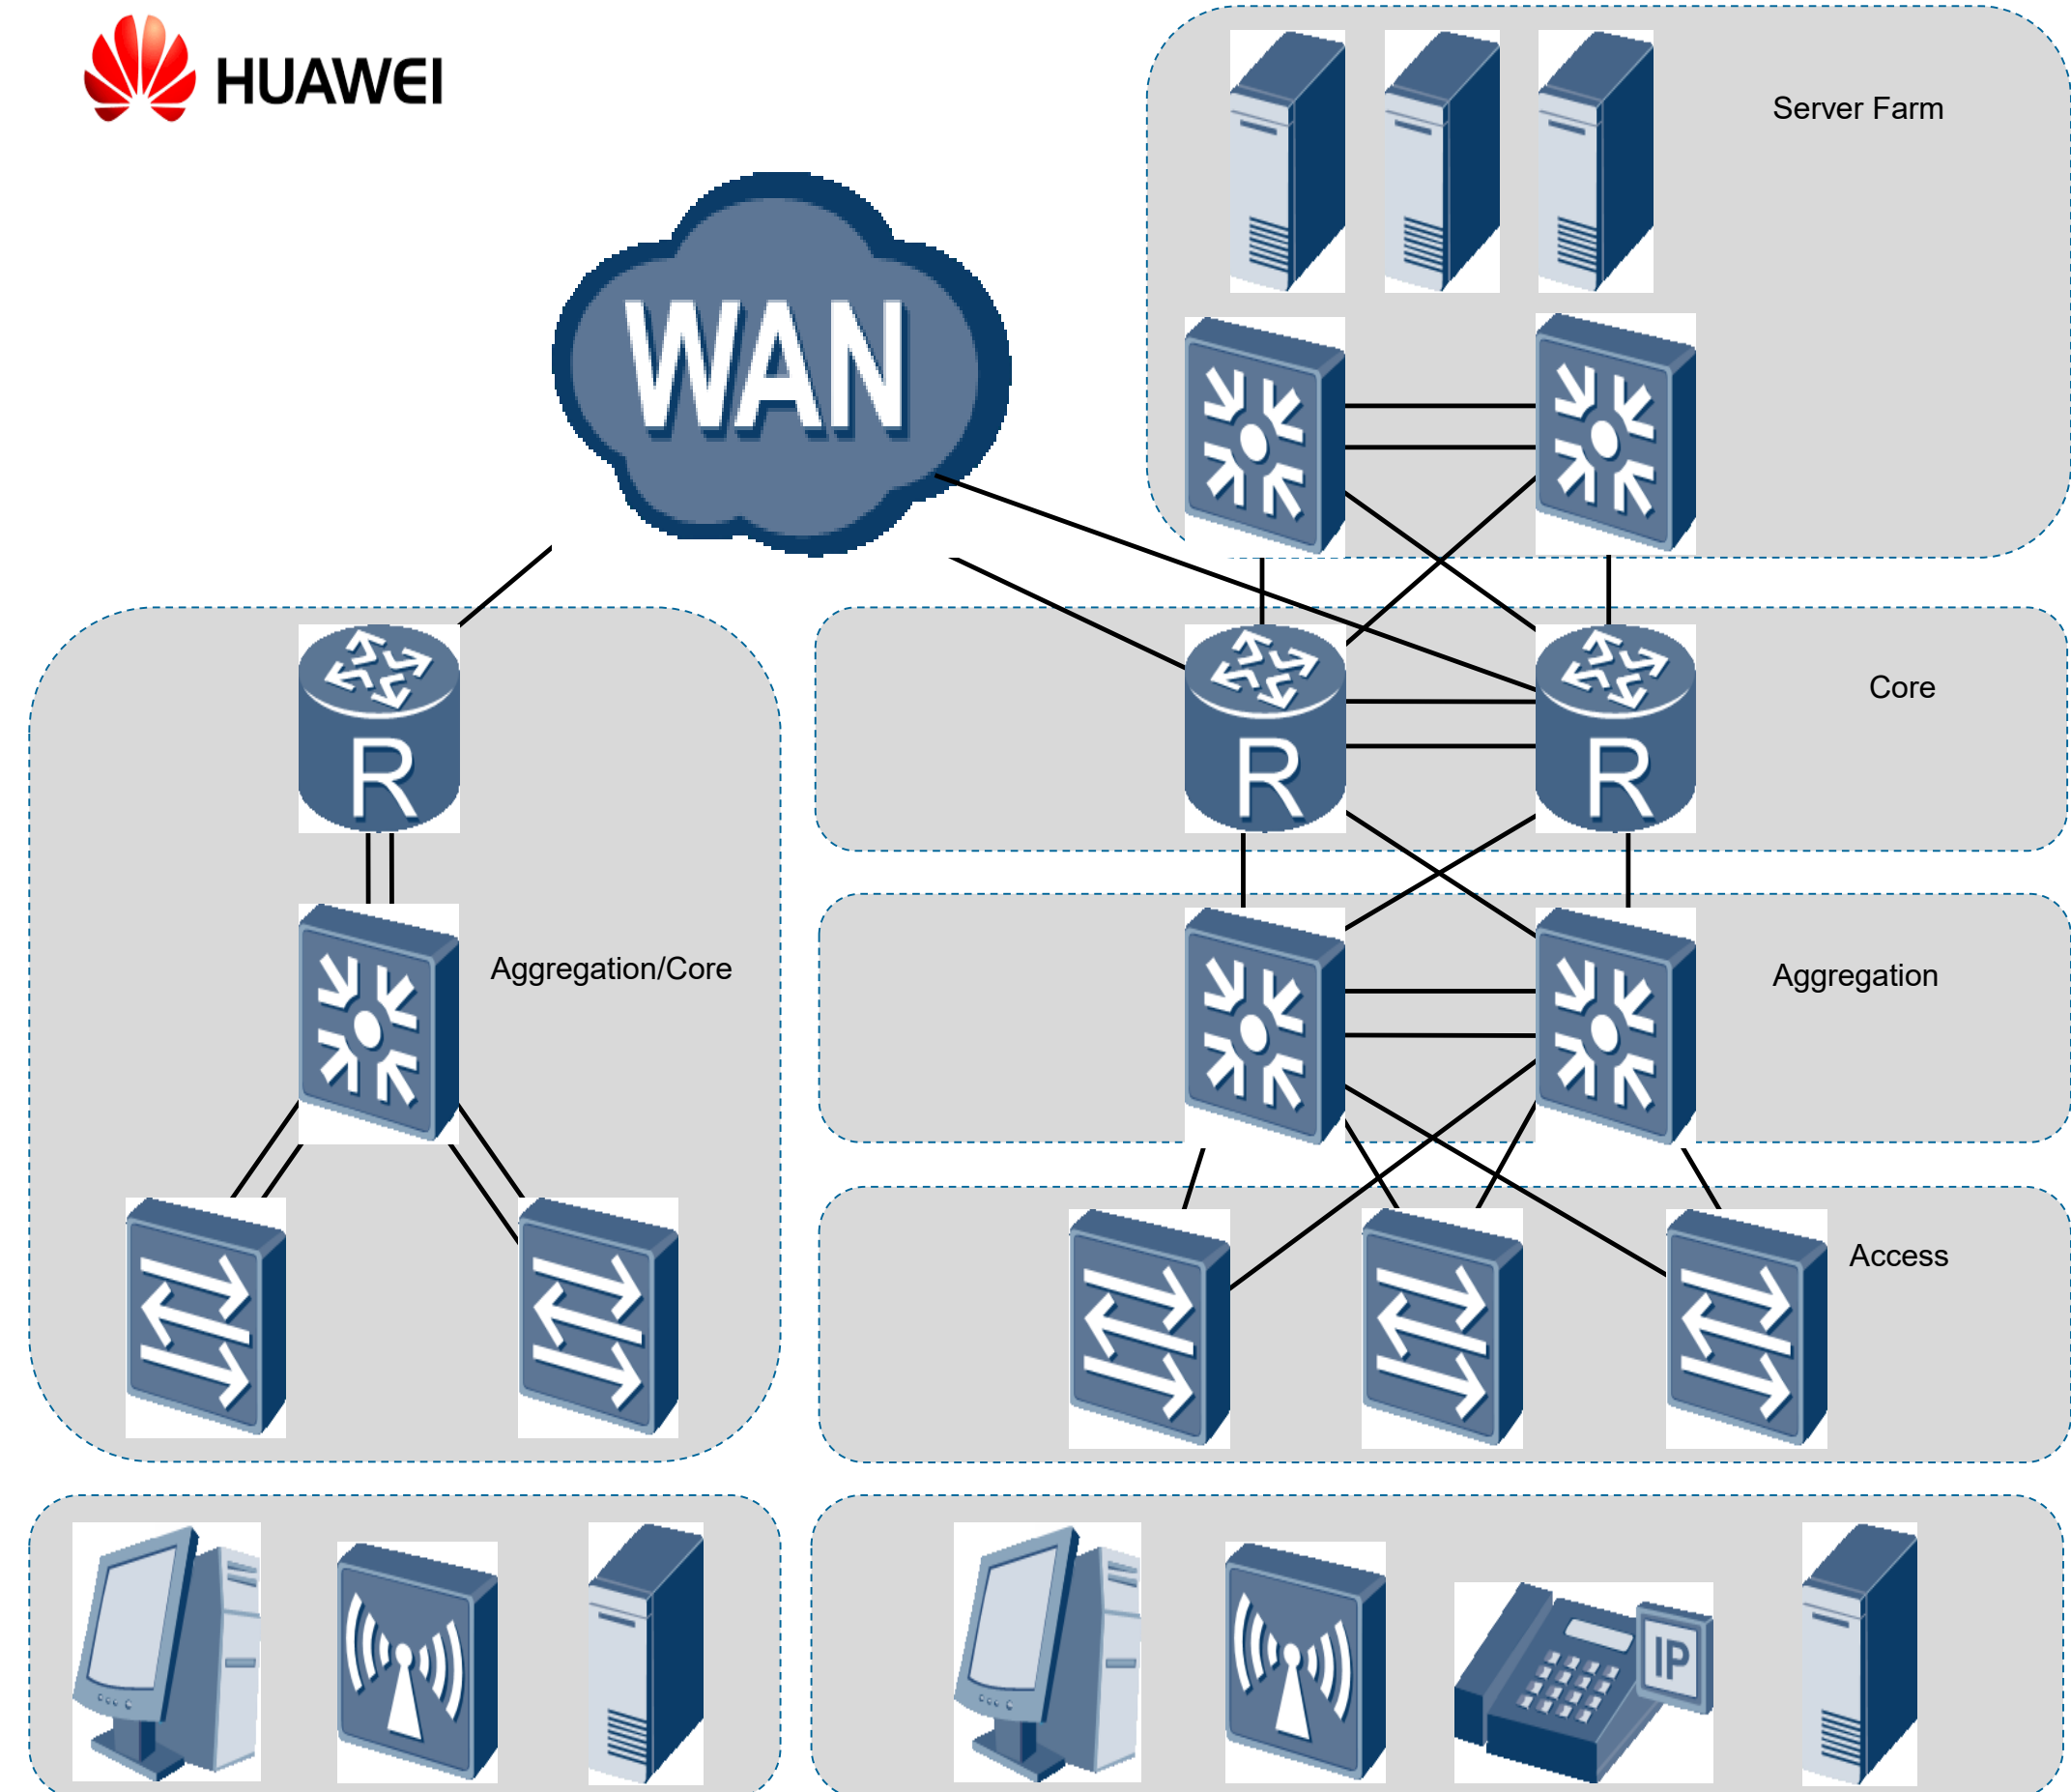 HUAWEI
Server Farm
WAN
R
R
R
Core
Aggregation/Core
Aggregation
Access
IP